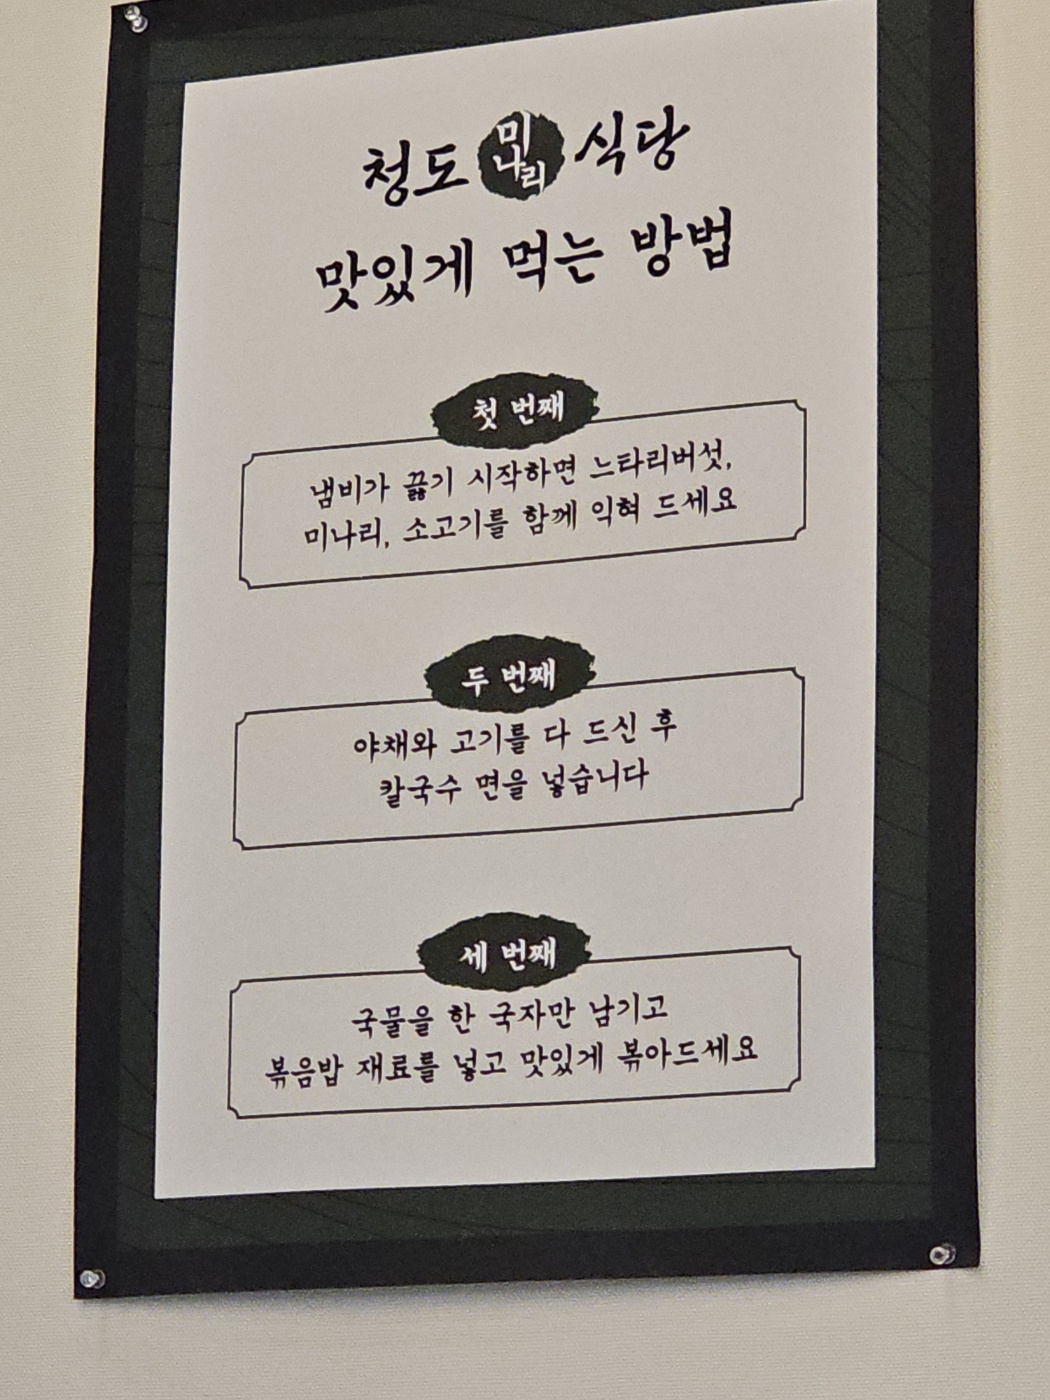 청도 미나리 식당
맛있게 먹는 방법
첫 번째
냄비가 끓기 시작하면 느타리버섯,
미나리, 소고기를 함께 익혀 드세요
두 번째
야채와 고기를 다 드신 후
칼국수 면을 넣습니다
세 번째
국물을 한 국자만 남기고
볶음밥 재료를 넣고 맛있게 볶아드세요